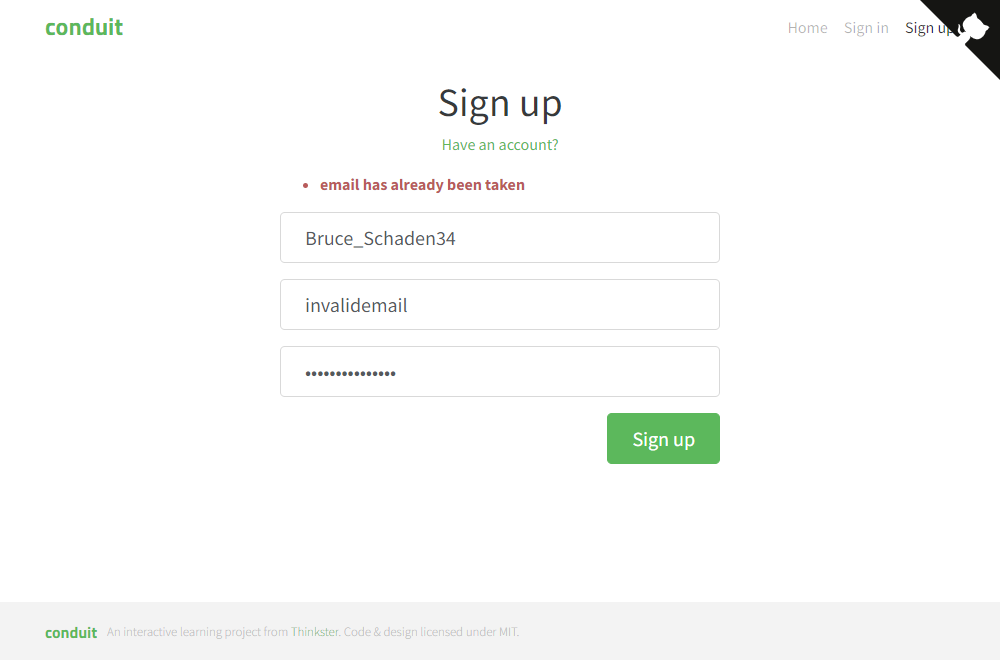 conduit
Home Sign in Sign up
Sign up
Have an account?
email has already been taken
Bruce_Schaden34
invalidemail
•••••••••••••••
Sign up
conduit An interactive learning project from Thinkster. Code & design licensed under MIT.